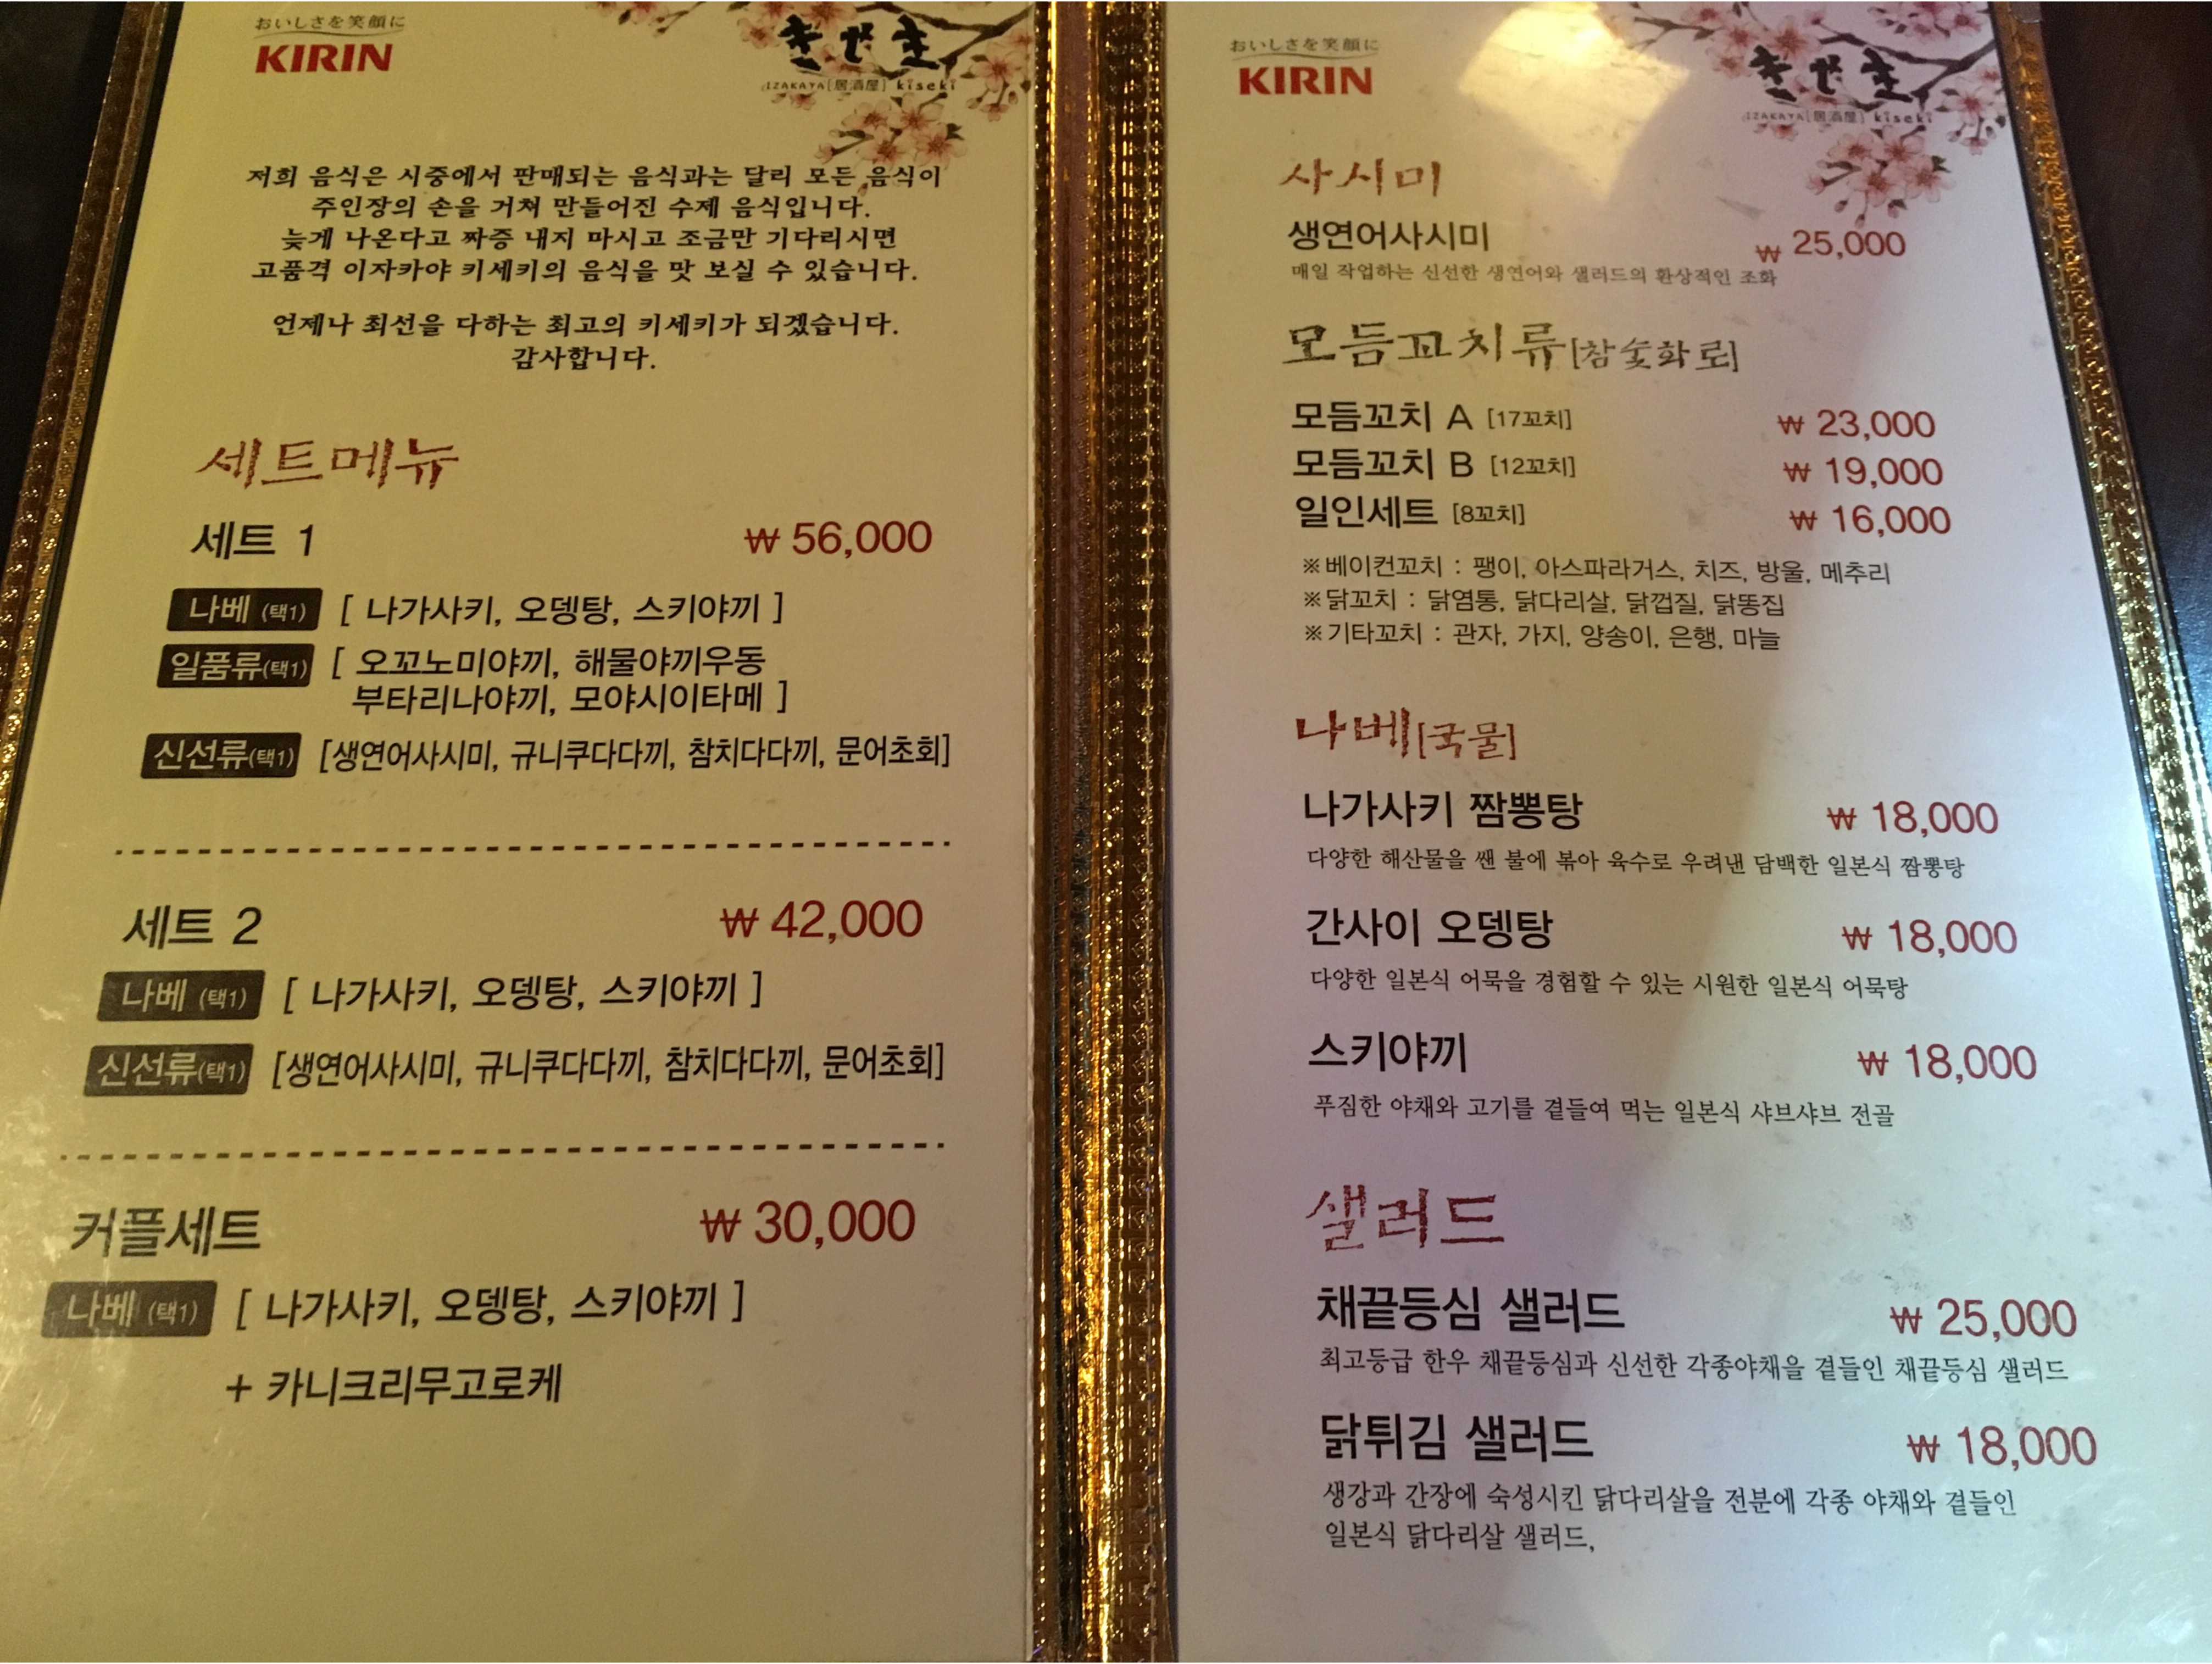 おいしさを笑顔に
KIRIN
きせき
IZAKAYA[居酒屋] kiseki
저희 음식은 시중에서 판매되는 음식과는 달리 모든 음식이
주인장의 손을 거쳐 만들어진 수제 음식입니다.
늦게 나온다고 짜증 내지 마시고 조금만 기다리시면
고품격 이자카야 키세키의 음식을 맛 보실 수 있습니다.
언제나 최선을 다하는 최고의 키세키가 되겠습니다.
감사합니다.
세트메뉴
세트 1 ₩ 56,000
나베 (택1) [ 나가사키, 오뎅탕, 스키야끼 ]
일품류(택1) [ 오꼬노미야끼, 해물야끼우동
부타리나야끼, 모야시이타메 ]
신선류(택1) [생연어사시미, 규니쿠다다끼, 참치다다끼, 문어초회]
세트 2 ₩ 42,000
나베 (택1) [ 나가사키, 오뎅탕, 스키야끼 ]
신선류(택1) [생연어사시미, 규니쿠다다끼, 참치다다끼, 문어초회]
커플세트 ₩ 30,000
나베 (택1) [ 나가사키, 오뎅탕, 스키야끼 ]
+ 카니크리무고로케
おいしさを笑顔に
KIRIN
きせき
IZAKAYA[居酒屋] kiseki
사시미
생연어사시미 ₩ 25,000
매일 작업하는 신선한 생연어와 샐러드의 환상적인 조화
모듬꼬치류[참숯화로]
모듬꼬치 A [17꼬치] ₩ 23,000
모듬꼬치 B [12꼬치] ₩ 19,000
일인세트 [8꼬치] ₩ 16,000
※베이컨꼬치 : 팽이, 아스파라거스, 치즈, 방울, 메추리
※닭꼬치 : 닭염통, 닭다리살, 닭껍질, 닭똥집
※기타꼬치 : 관자, 가지, 양송이, 은행, 마늘
나베[국물]
나가사키 짬뽕탕 ₩ 18,000
다양한 해산물을 쌘 불에 볶아 육수로 우려낸 담백한 일본식 짬뽕탕
간사이 오뎅탕 ₩ 18,000
다양한 일본식 어묵을 경험할 수 있는 시원한 일본식 어묵탕
스키야끼 ₩ 18,000
푸짐한 야채와 고기를 곁들여 먹는 일본식 샤브샤브 전골
샐러드
채끝등심 샐러드 ₩ 25,000
최고등급 한우 채끝등심과 신선한 각종야채을 곁들인 채끝등심 샐러드
닭튀김 샐러드 ₩ 18,000
생강과 간장에 숙성시킨 닭다리살을 전분에 각종 야채와 곁들인
일본식 닭다리살 샐러드,